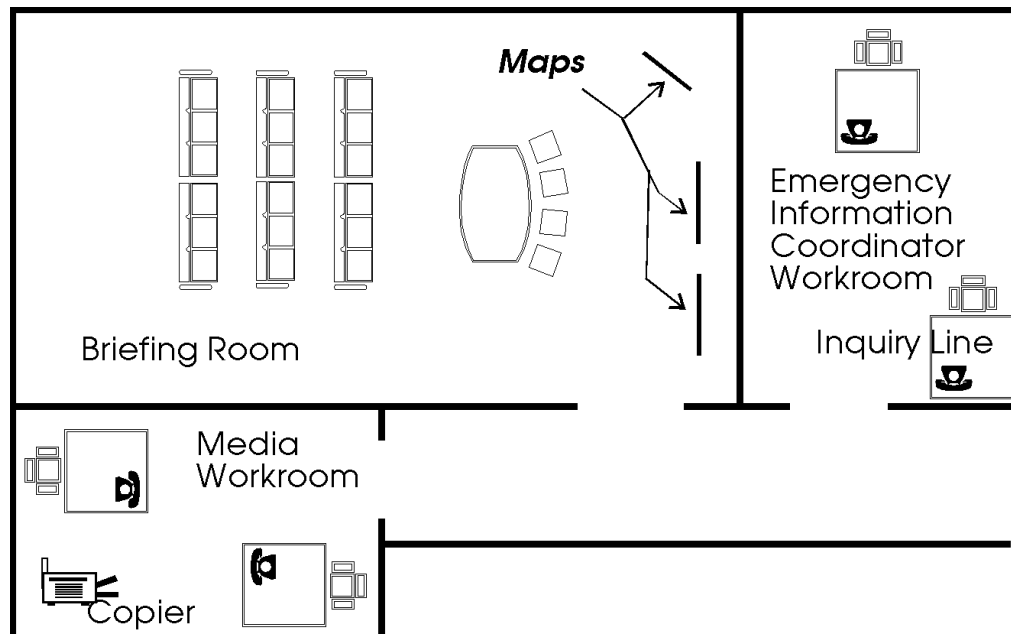 Maps
Emergency
Information
Coordinator
Workroom
Inquiry Line
Briefing Room
Media
Workroom
Copier